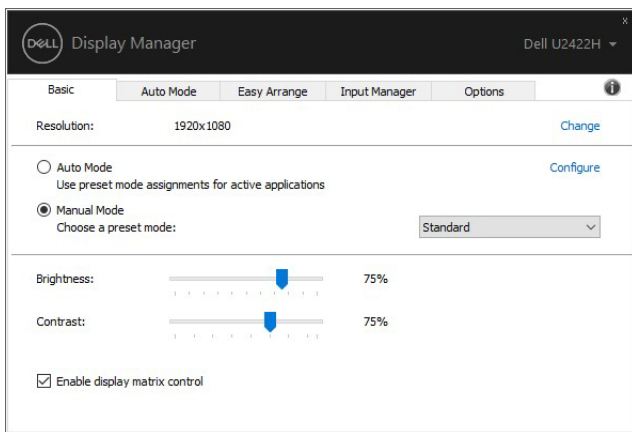 x
DELL Display Manager Dell U2422H
Basic Auto Mode Easy Arrange Input Manager Options
Resolution: 1920x1080 Change
Auto Mode Configure
Use preset mode assignments for active applications
Manual Mode
Choose a preset mode: Standard
Brightness: 75%
Contrast: 75%
Enable display matrix control